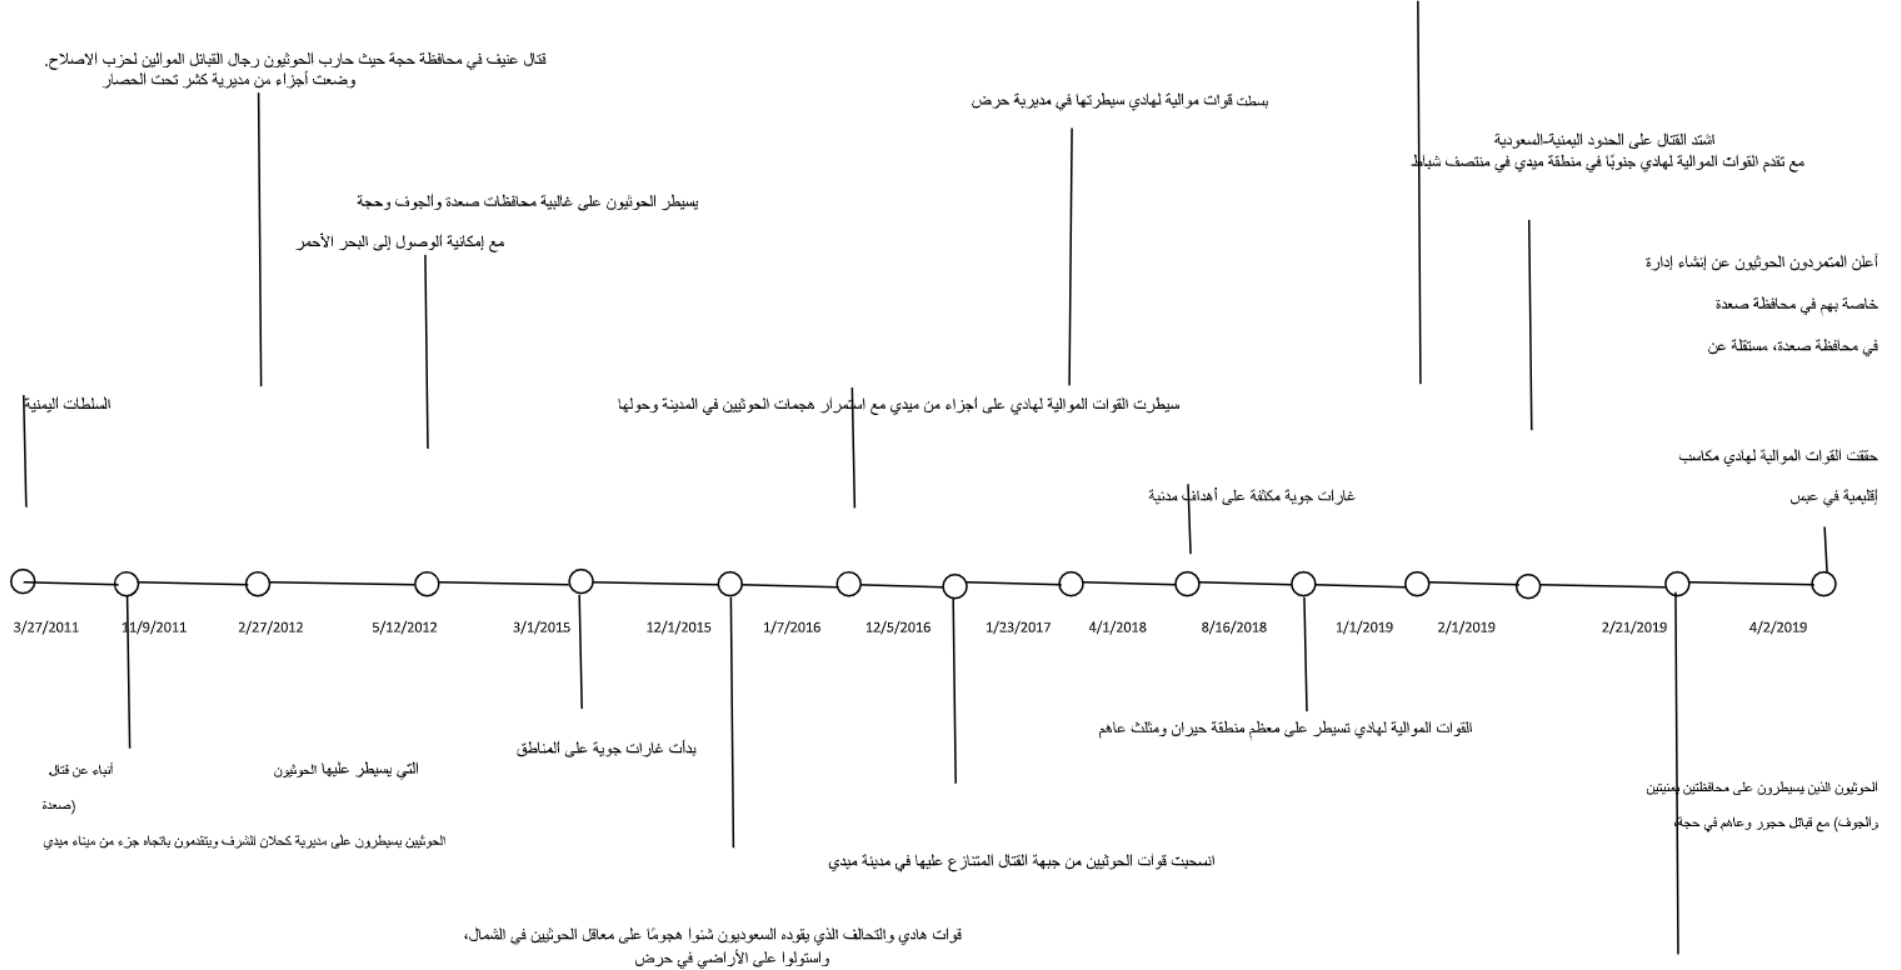 قتال عنيف في محافظة حجة حيث حارب الحوثيون رجال القبائل الموالين لحزب الاصلاح.
وضعت أجزاء من مديرية كشر تحت الحصار
بسطت قوات موالية لهادي سيطرتها في مديرية حرض
اشتد القتال على الحدود اليمنية-السعودية
مع تقدم القوات الموالية لهادي جنوبًا في منطقة ميدي في منتصف شباط
يسيطر الحوثيون على غالبية محافظات صعدة والجوف وحجة
مع إمكانية الوصول إلى البحر الأحمر
أعلن المتمردون الحوثيون عن إنشاء إدارة
خاصة بهم في محافظة صعدة
في محافظة صعدة، مستقلة عن
السلطات اليمنية
سيطرت القوات الموالية لهادي على أجزاء من ميدي مع استمرار هجمات الحوثيين في المدينة وحولها
حققت القوات الموالية لهادي مكاسب
إقليمية في عبس
غارات جوية مكثفة على أهداف مدنية
3/27/2011 11/9/2011 2/27/2012 5/12/2012 3/1/2015 12/1/2015 1/7/2016 12/5/2016 1/23/2017 4/1/2018 8/16/2018 1/1/2019 2/1/2019 2/21/2019 4/2/2019
القوات الموالية لهادي تسيطر على معظم منطقة حيران ومثلث عاهم
بدأت غارات جوية على المناطق
التي يسيطر عليها الحوثيون
أنباء عن قتال
الحوثيون الذين يسيطرون على محافظتين يمنيتين
(صعدة
والجوف) مع قبائل حجور وعاهم في حجة،
الحوثيين يسيطرون على مديرية كحلان للشرف ويتقدمون باتجاه جزء من ميناء ميدي
انسحبت قوات الحوثيين من جبهة القتال المتنازع عليها في مدينة ميدي
قوات هادي والتحالف الذي يقوده السعوديون شنوا هجومًا على معاقل الحوثيين في الشمال،
واستولوا على الأراضي في حرض